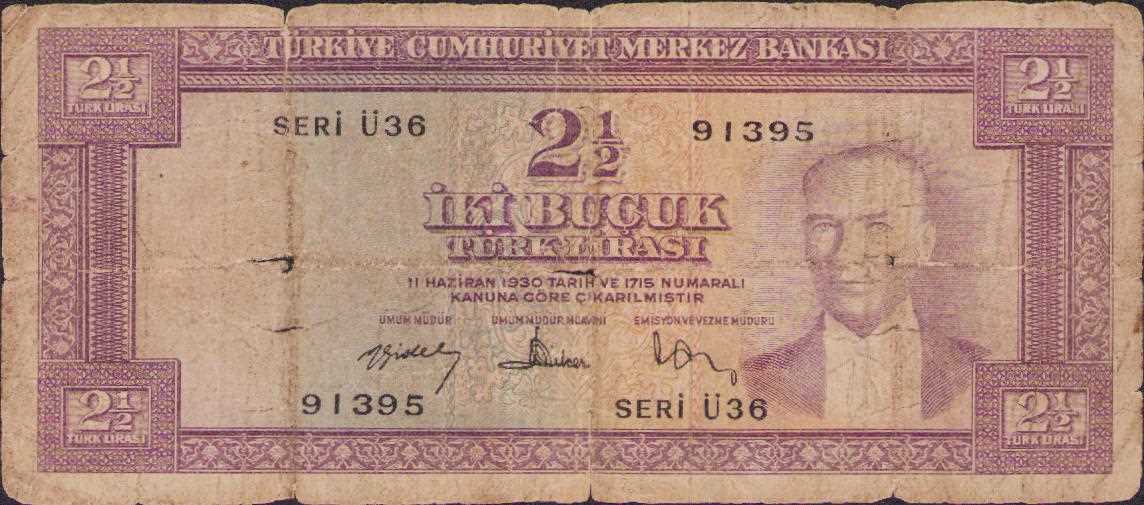 TÜRKİYE CUMHURİYET MERKEZ BANKASI
2½ TÜRK LİRASI
2½ TÜRK LİRASI
SERİ Ü36
2½
91395
İKİ BUÇUK
TÜRK LİRASI
11 HAZİRAN 1930 TARİH VE 1715 NUMARALI
KANUNA GÖRE ÇIKARILMIŞTIR
UMUM MÜDÜR UMUM MÜDÜR MUAVİNİ EMİSYON VE VEZNE MÜDÜRÜ
91395
SERİ Ü36
2½ TÜRK LİRASI
2½ TÜRK LİRASI